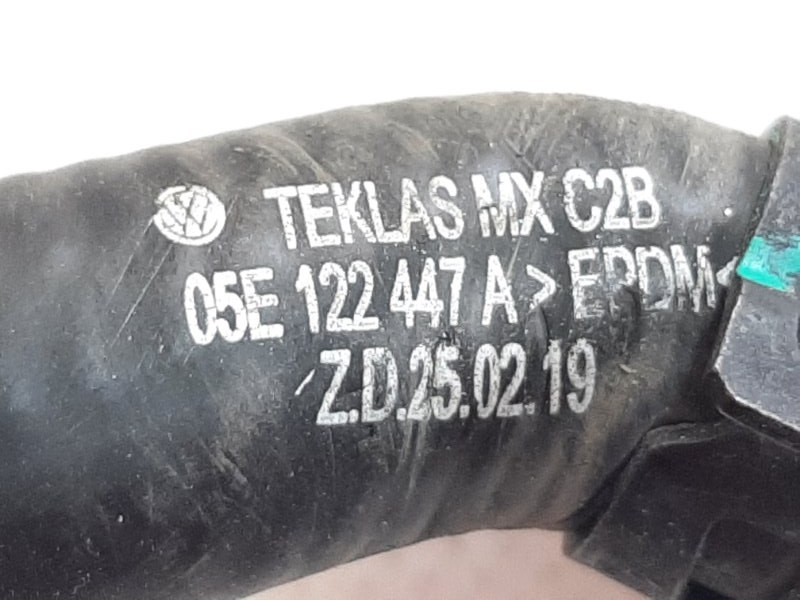 TEKLAS MX C2B
05E 122 447 A >EPDM<
Z.D.25.02.19